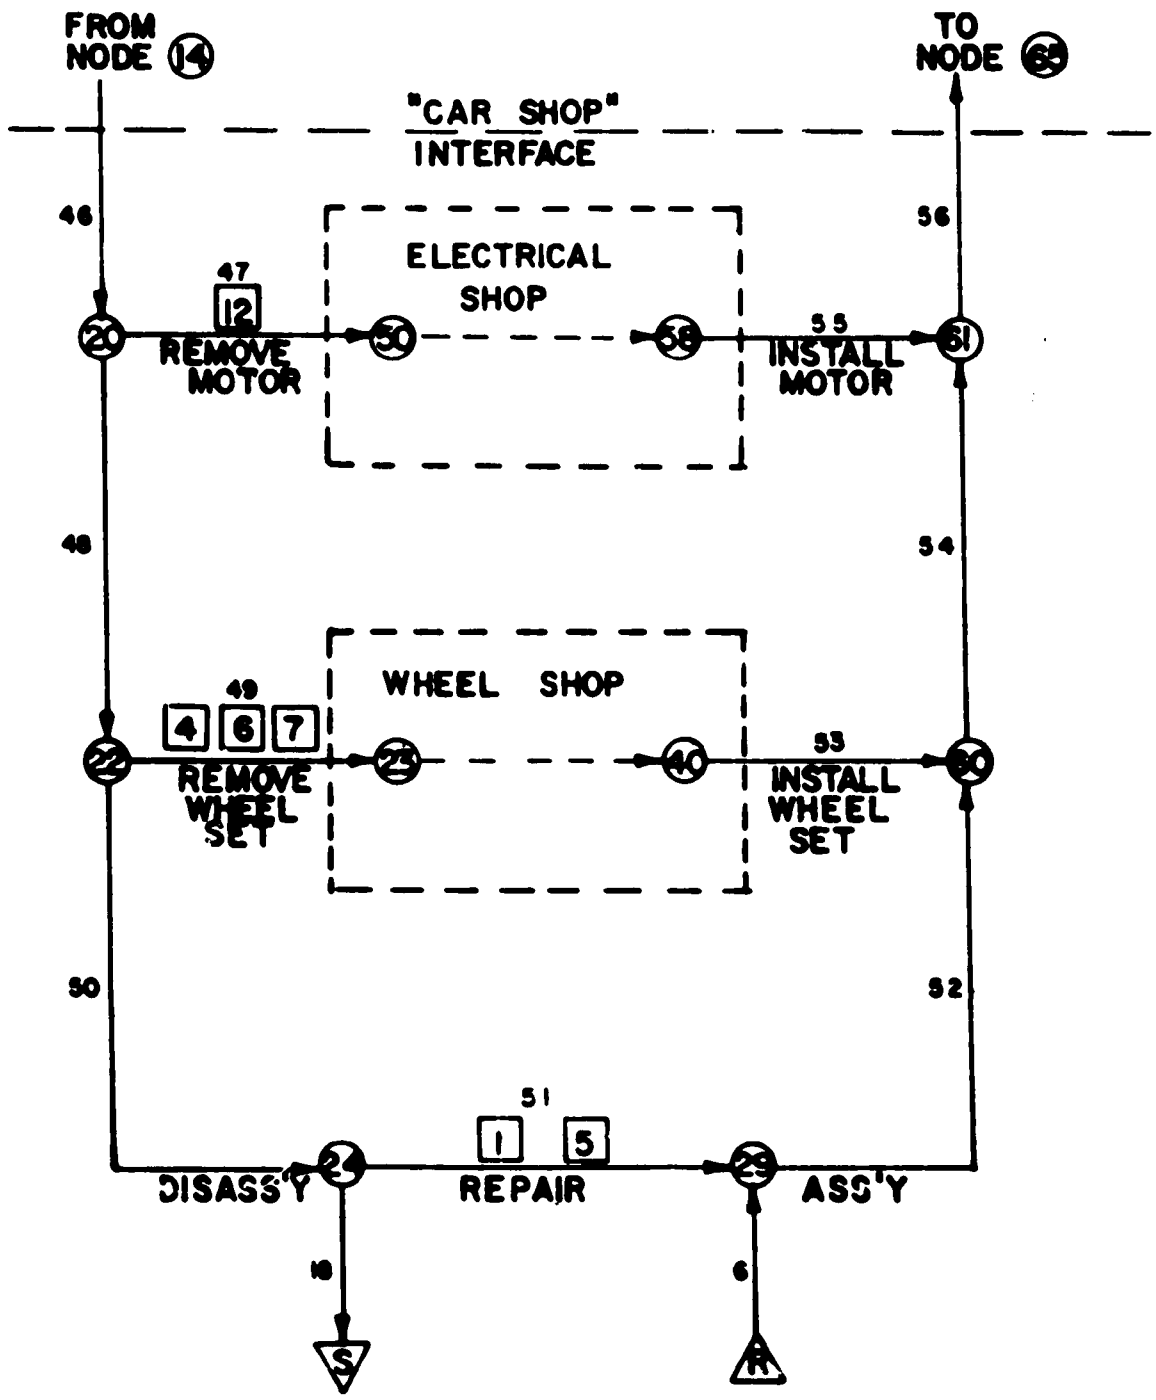 FROM
NODE 14
TO
NODE 65
"CAR SHOP"
INTERFACE
46
56
ELECTRICAL
SHOP
47
12
20
50
58
55
61
REMOVE
MOTOR
INSTALL
MOTOR
48
54
WHEEL SHOP
49
4 6 7
22
23
40
53
REMOVE
WHEEL
SET
INSTALL
WHEEL
SET
50
52
51
1 5
24
29
DISASS'Y
REPAIR
ASS'Y
18
6
S
R